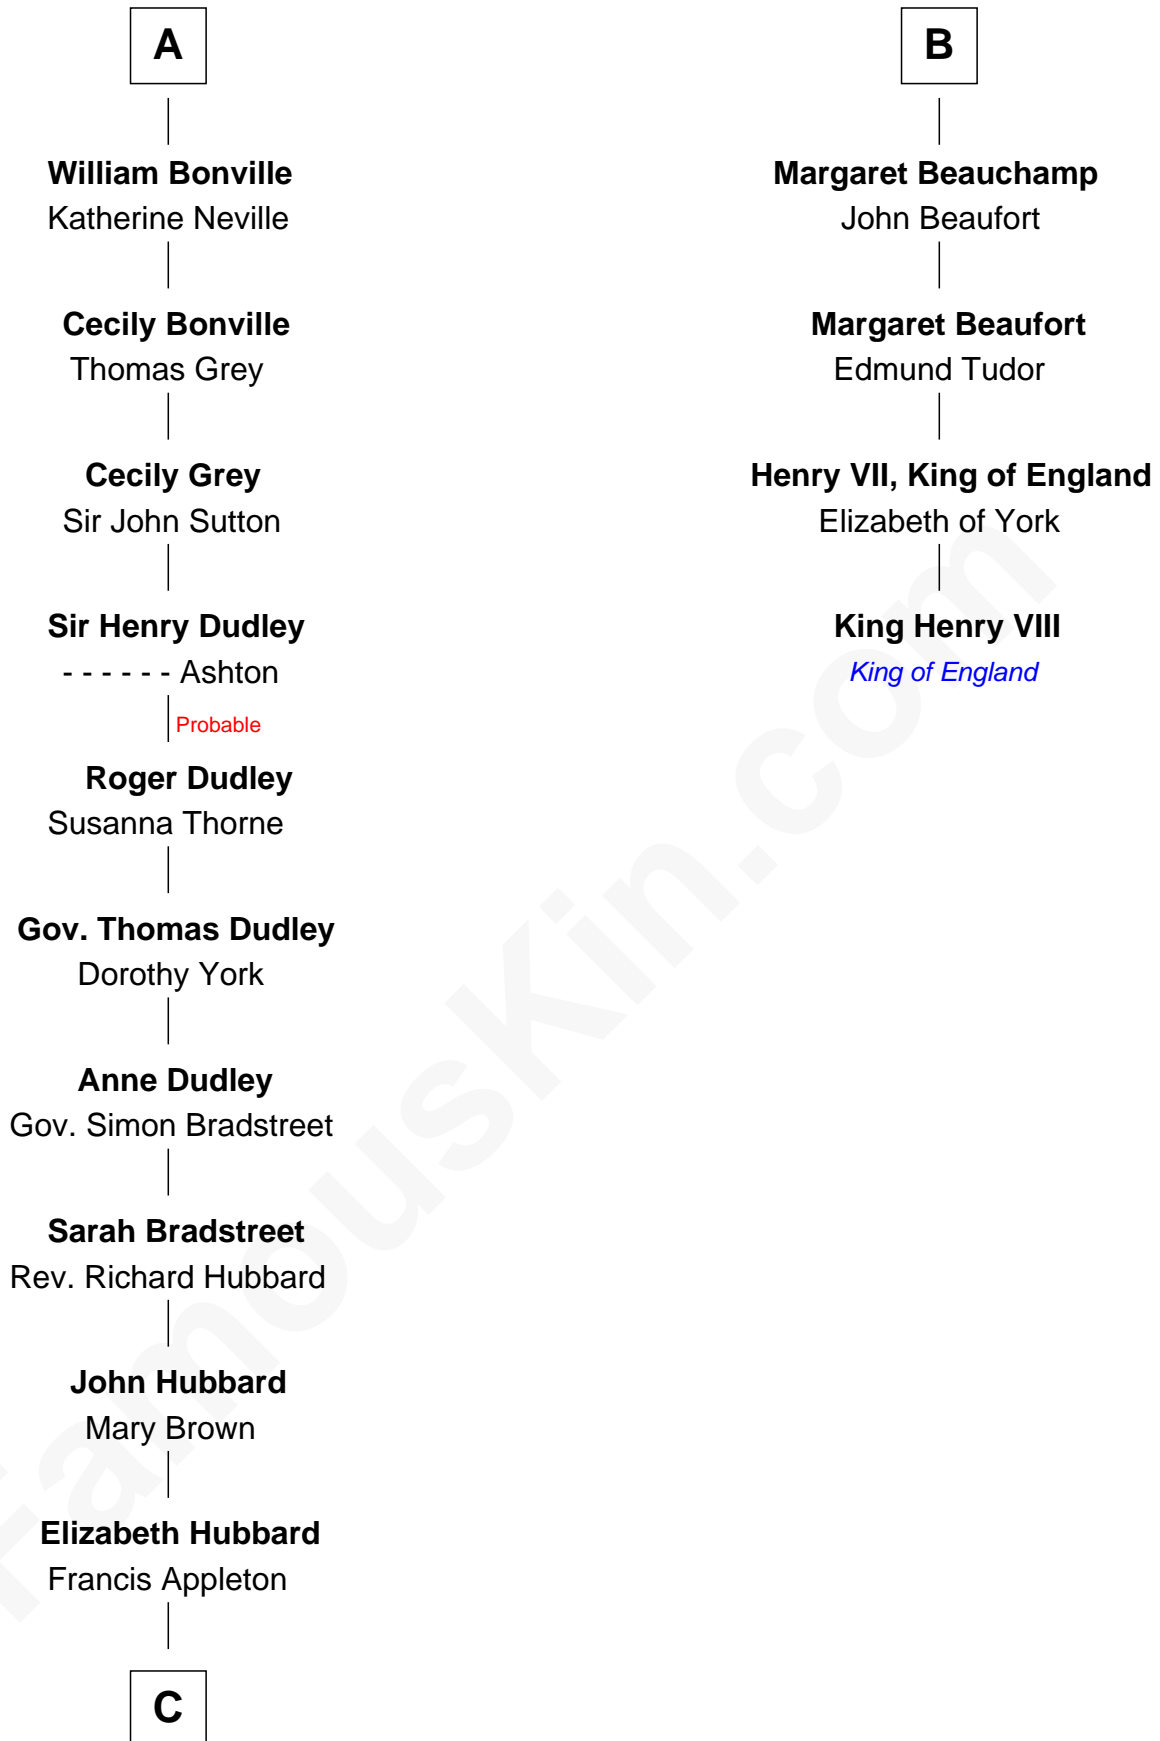 A
William Bonville
Katherine Neville
Cecily Bonville
Thomas Grey
Cecily Grey
Sir John Sutton
Sir Henry Dudley
- - - - - - Ashton
Probable
Roger Dudley
Susanna Thorne
Gov. Thomas Dudley
Dorothy York
Anne Dudley
Gov. Simon Bradstreet
Sarah Bradstreet
Rev. Richard Hubbard
John Hubbard
Mary Brown
Elizabeth Hubbard
Francis Appleton
C
B
Margaret Beauchamp
John Beaufort
Margaret Beaufort
Edmund Tudor
Henry VII, King of England
Elizabeth of York
King Henry VIII
King of England
FamousKin.com